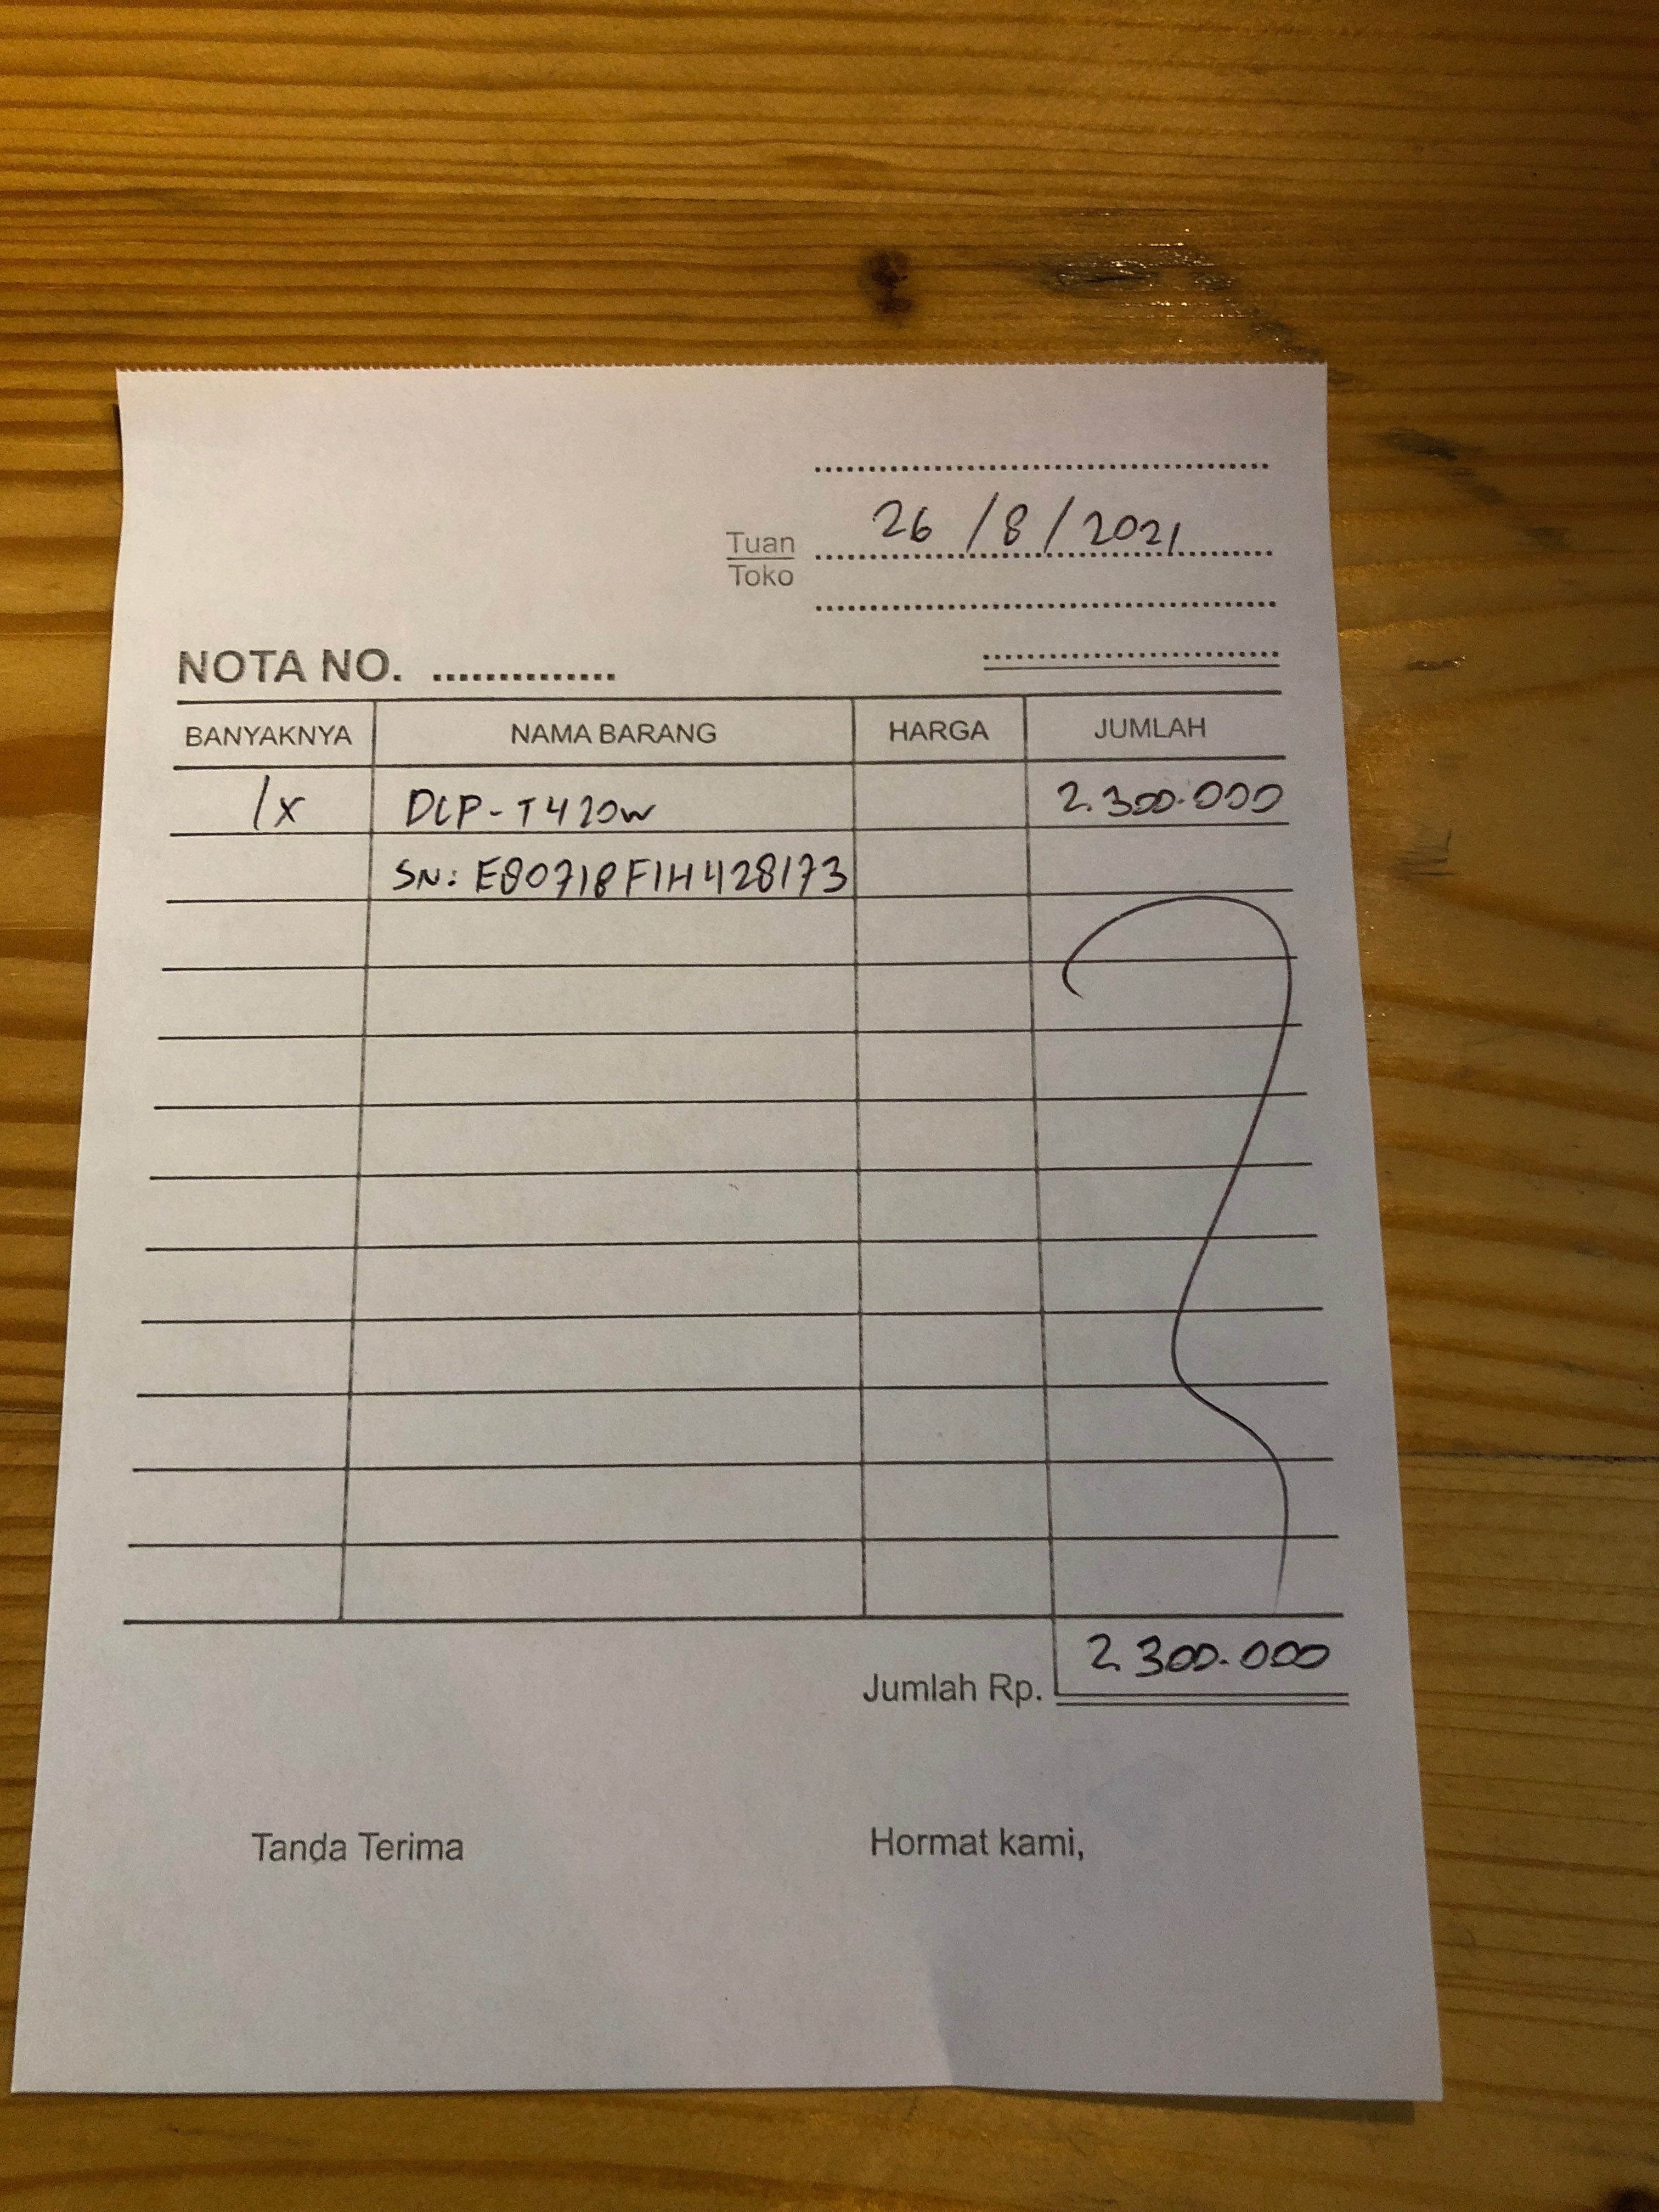 26/8/2021
Tuan
Toko
NOTA NO. ..............
BANYAKNYA NAMA BARANG HARGA JUMLAH
1x DCP-T420w 2.300.000
SN: E80718F1H428173
Jumlah Rp. 2.300.000
Tanda Terima Hormat kami,